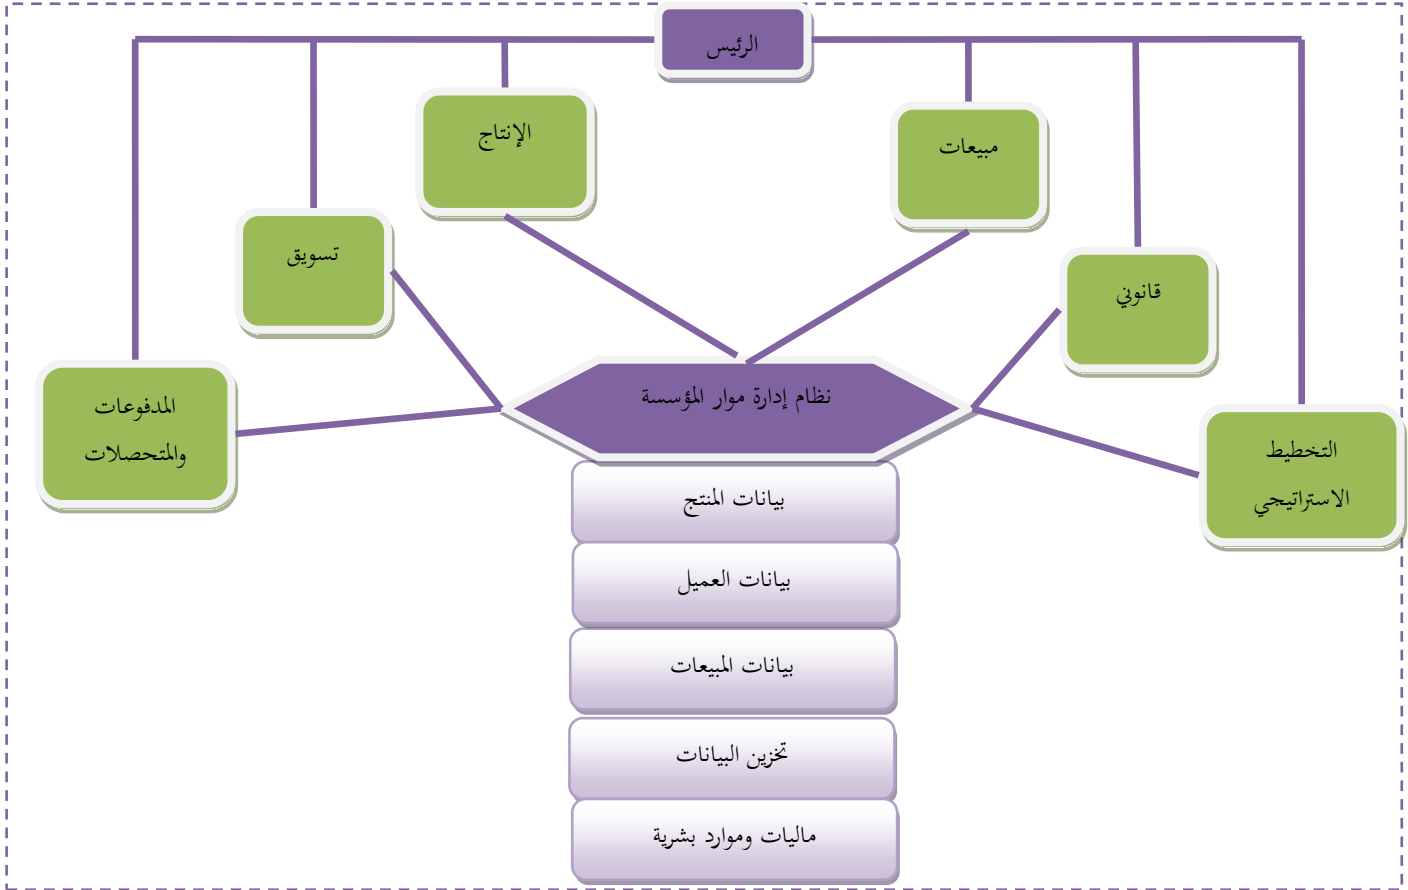 الرئيس
الإنتاج
مبيعات
تسويق
قانوني
نظام إدارة موار المؤسسة
المدفوعات
والمتحصلات
التخطيط
الاستراتيجي
بيانات المنتج
بيانات العميل
بيانات المبيعات
تخزين البيانات
ماليات وموارد بشرية